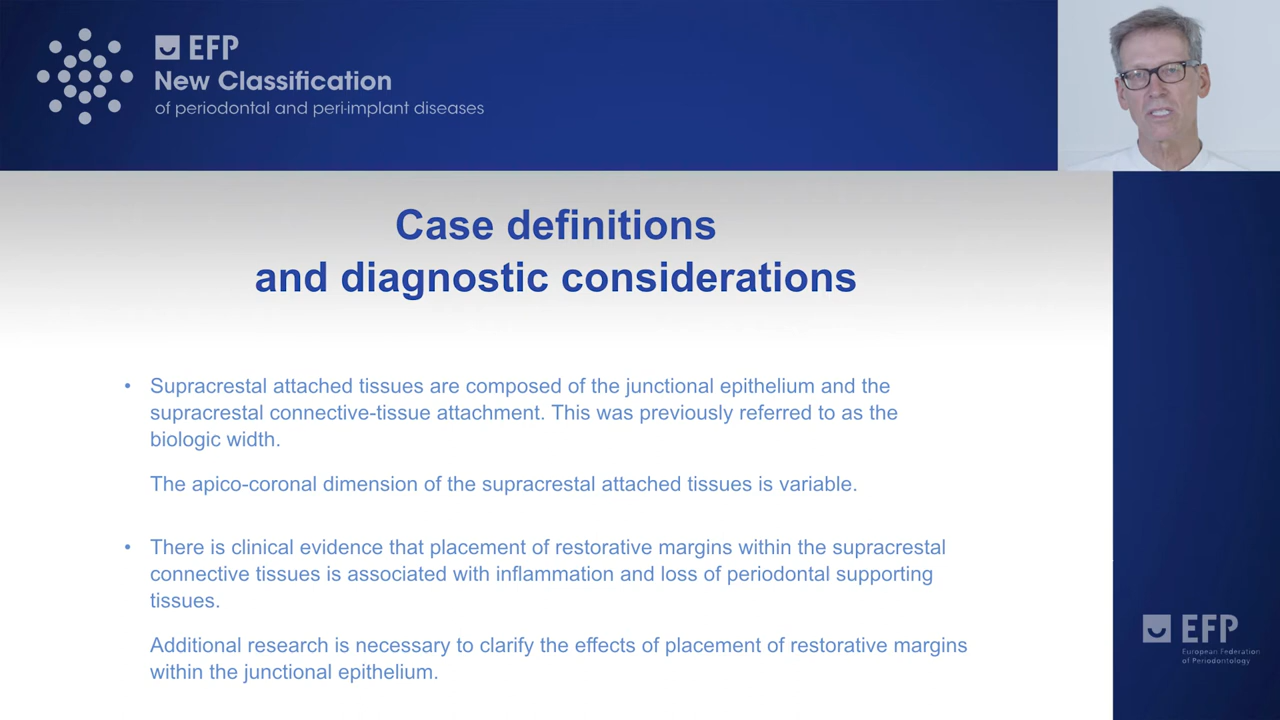 EFP
New Classification
of periodontal and peri-implant diseases
Case definitions
and diagnostic considerations
• Supracrestal attached tissues are composed of the junctional epithelium and the
supracrestal connective-tissue attachment. This was previously referred to as the
biologic width.
The apico-coronal dimension of the supracrestal attached tissues is variable.
• There is clinical evidence that placement of restorative margins within the supracrestal
connective tissues is associated with inflammation and loss of periodontal supporting
tissues.
Additional research is necessary to clarify the effects of placement of restorative margins
within the junctional epithelium.
EFP
European Federation
of Periodontology